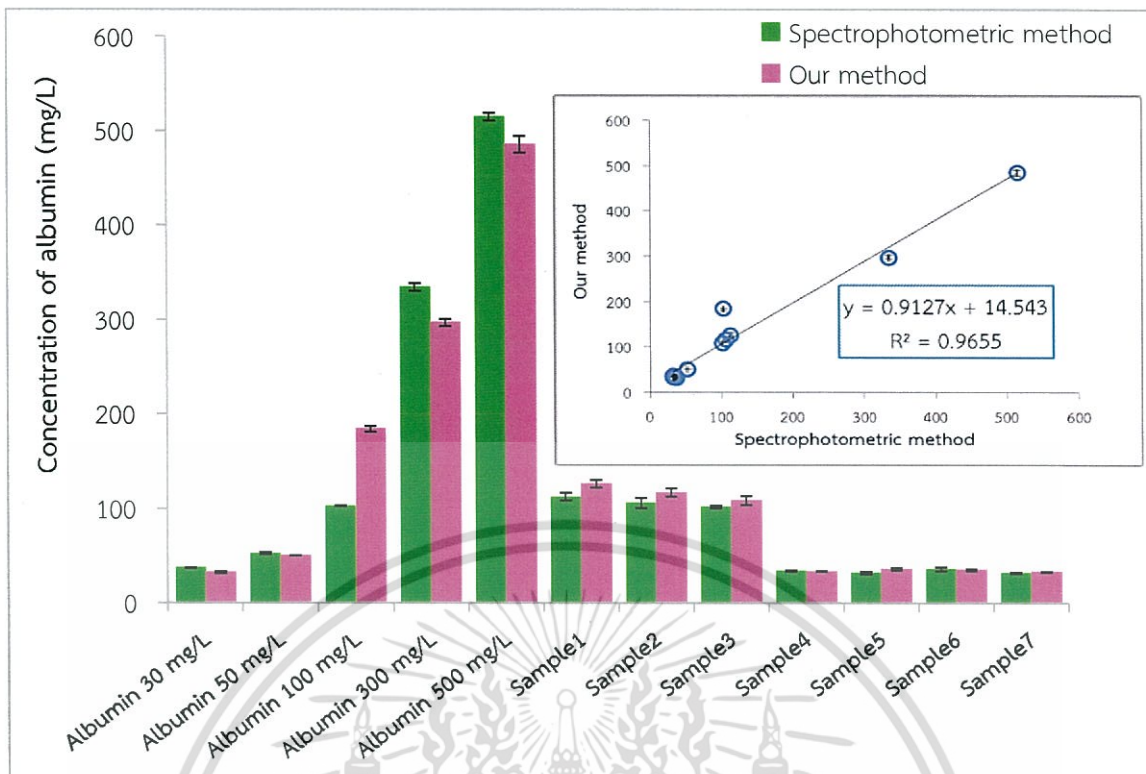 Spectrophotometric method
Our method
Concentration of albumin (mg/L)
600
500
400
300
200
100
0
Albumin 30 mg/L
Albumin 50 mg/L
Albumin 100 mg/L
Albumin 300 mg/L
Albumin 500 mg/L
Sample1
Sample2
Sample3
Sample4
Sample5
Sample6
Sample7
Our method
600
500
400
300
200
100
0
y = 0.9127x + 14.543
R² = 0.9655
0 100 200 300 400 500 600
Spectrophotometric method